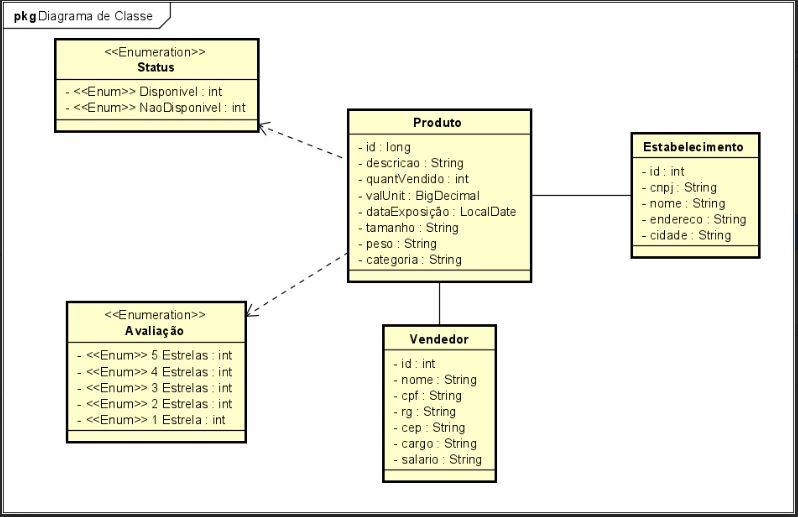 pkg Diagrama de Classe
<<Enumeration>>
Status
- <<Enum>> Disponivel : int
- <<Enum>> NaoDisponivel : int
Produto
- id : long
- descricao : String
- quantVendido : int
- valUnit : BigDecimal
- dataExposição : LocalDate
- tamanho : String
- peso : String
- categoria : String
Estabelecimento
- id : int
- cnpj : String
- nome : String
- endereco : String
- cidade : String
<<Enumeration>>
Avaliação
- <<Enum>> 5 Estrelas : int
- <<Enum>> 4 Estrelas : int
- <<Enum>> 3 Estrelas : int
- <<Enum>> 2 Estrelas : int
- <<Enum>> 1 Estrela : int
Vendedor
- id : int
- nome : String
- cpf : String
- rg : String
- cep : String
- cargo : String
- salario : String